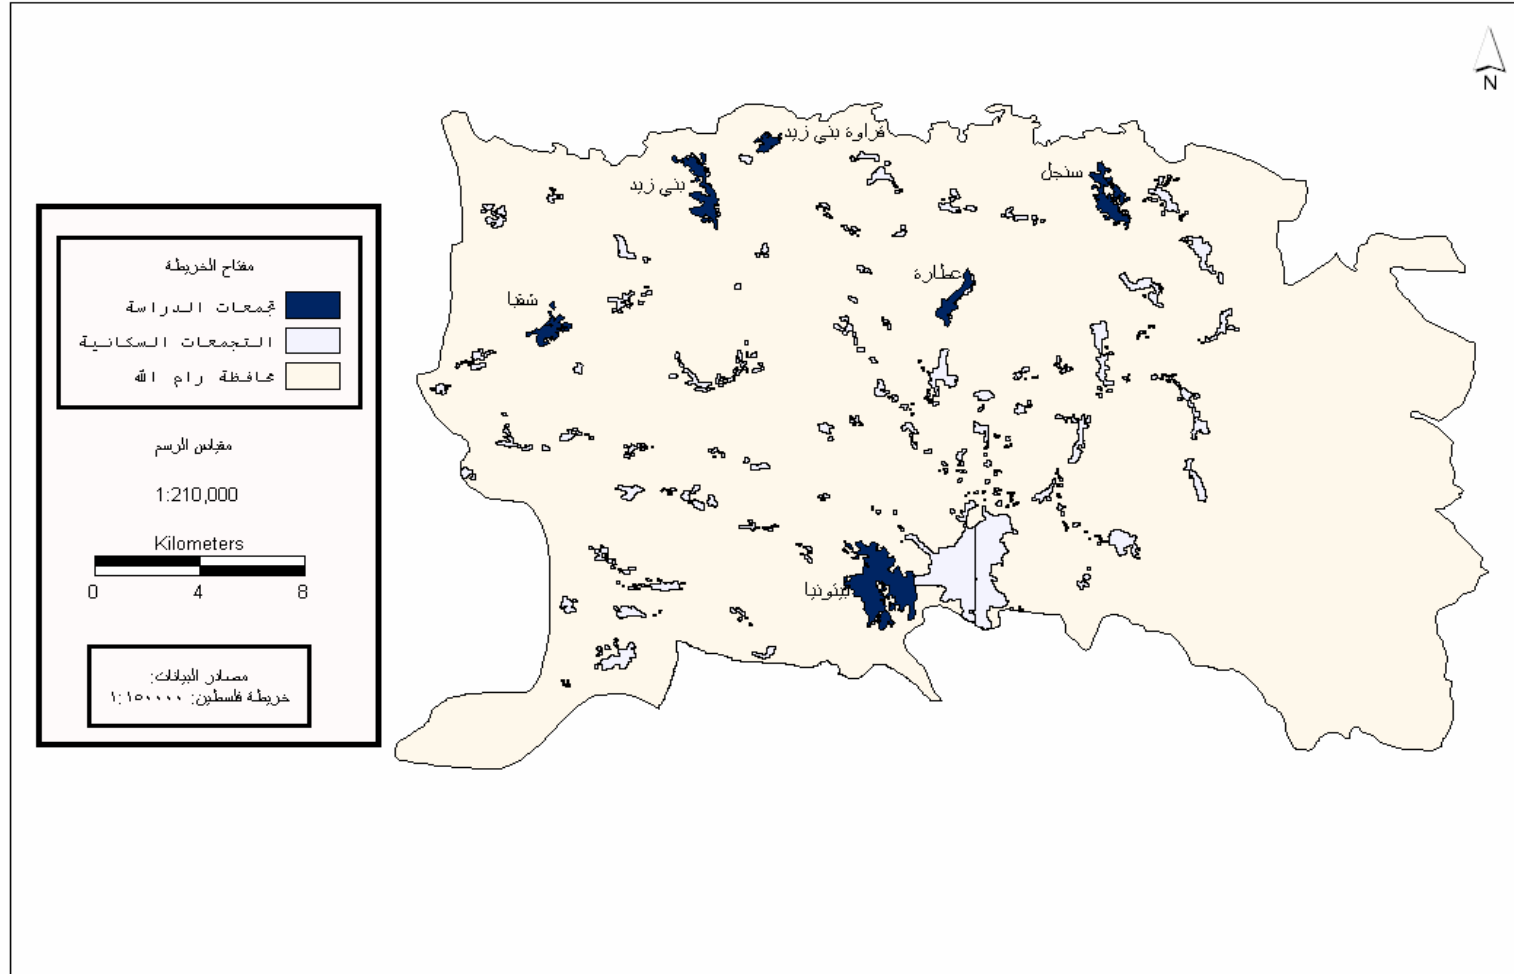 N
قراوة بني زيد
سنجل
بني زيد
عطارة
شقبا
بيتونيا
مفتاح الخريطة
تجمعات الدراسة
التجمعات السكانية
محافظة رام الله
مقياس الرسم
1:210,000
Kilometers
0 4 8
مصادر البيانات:
خريطة فلسطين: ١:١٥٠٠٠٠